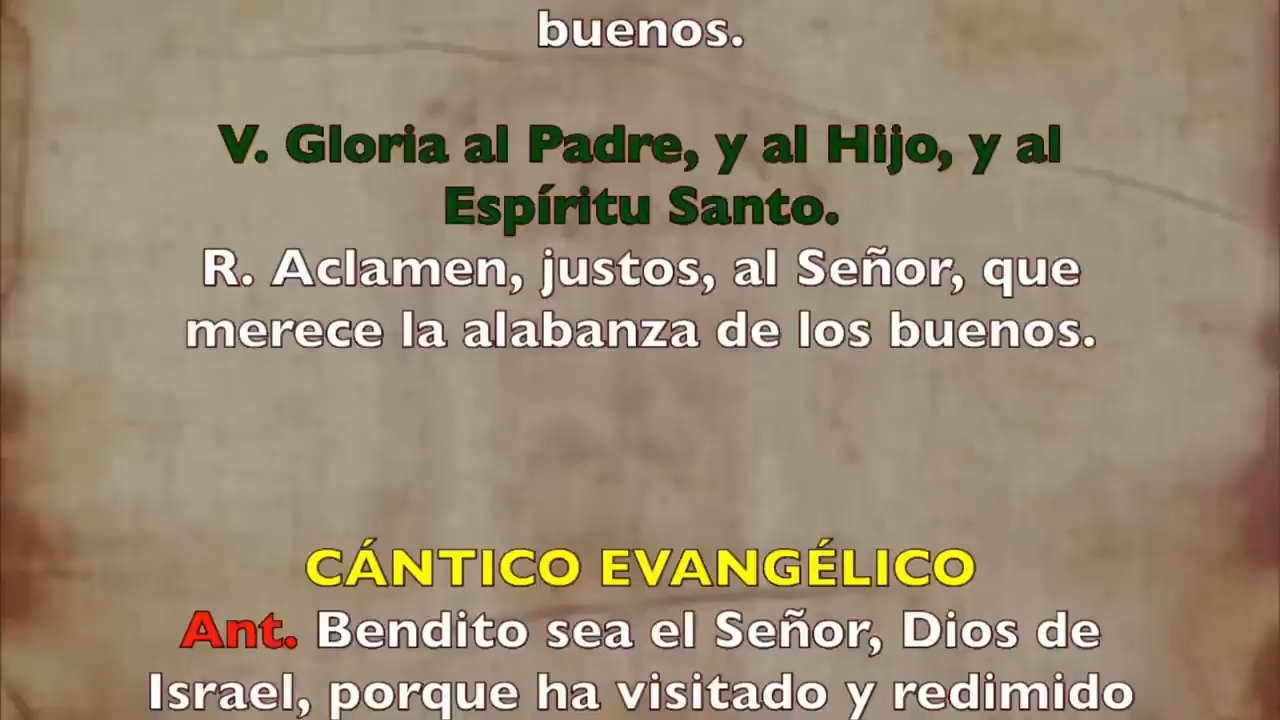 buenos.
V. Gloria al Padre, y al Hijo, y al
Espíritu Santo.
R. Aclamen, justos, al Señor, que
merece la alabanza de los buenos.
CÁNTICO EVANGÉLICO
Ant. Bendito sea el Señor, Dios de
Israel, porque ha visitado y redimido